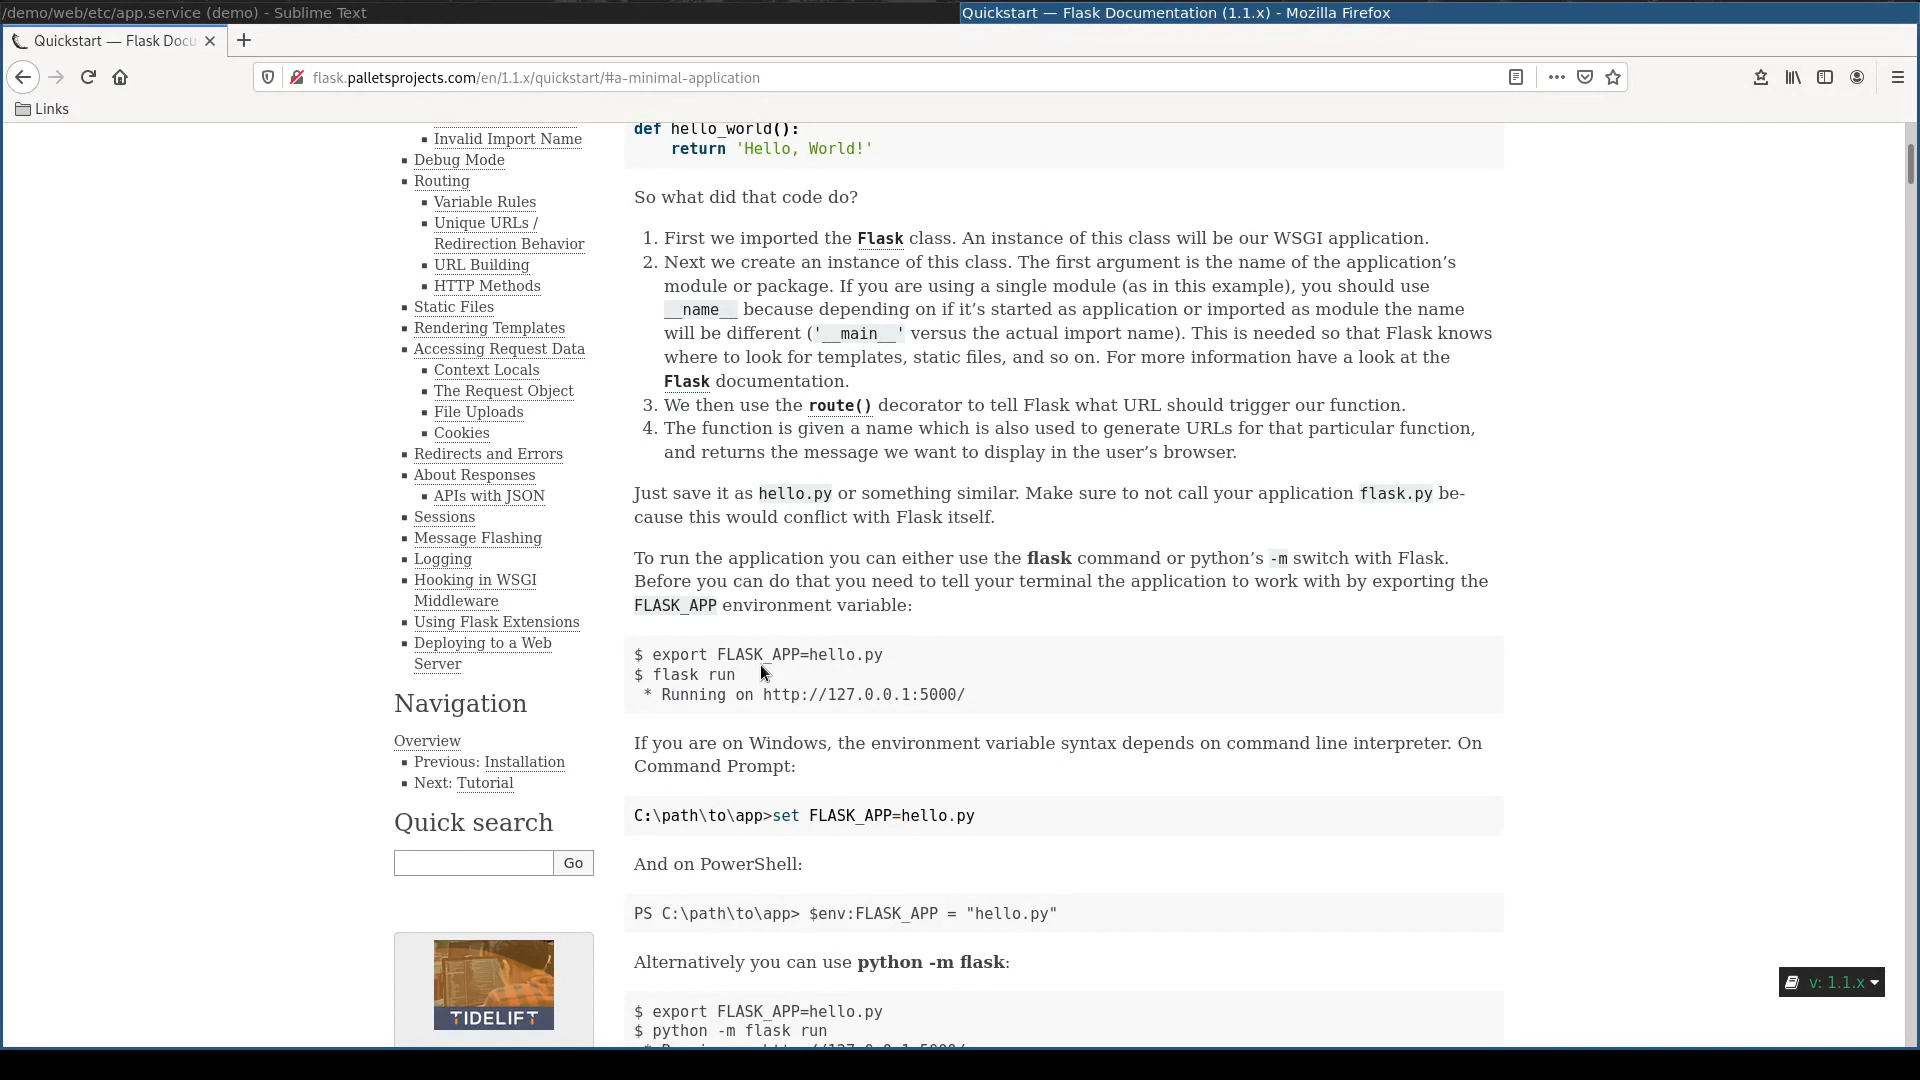 /demo/web/etc/app.service (demo) - Sublime Text
Quickstart — Flask Documentation (1.1.x) - Mozilla Firefox
Quickstart — Flask Docu
flask.palletsprojects.com/en/1.1.x/quickstart/#a-minimal-application
Links
Invalid Import Name
Debug Mode
Routing
Variable Rules
Unique URLs /
Redirection Behavior
URL Building
HTTP Methods
Static Files
Rendering Templates
Accessing Request Data
Context Locals
The Request Object
File Uploads
Cookies
Redirects and Errors
About Responses
APIs with JSON
Sessions
Message Flashing
Logging
Hooking in WSGI
Middleware
Using Flask Extensions
Deploying to a Web
Server
Navigation
Overview
Previous: Installation
Next: Tutorial
Quick search
Go
TIDELIFT
def hello_world():
return 'Hello, World!'
So what did that code do?
1. First we imported the Flask class. An instance of this class will be our WSGI application.
2. Next we create an instance of this class. The first argument is the name of the application’s
module or package. If you are using a single module (as in this example), you should use
__name__ because depending on if it’s started as application or imported as module the name
will be different ('__main__' versus the actual import name). This is needed so that Flask knows
where to look for templates, static files, and so on. For more information have a look at the
Flask documentation.
3. We then use the route() decorator to tell Flask what URL should trigger our function.
4. The function is given a name which is also used to generate URLs for that particular function,
and returns the message we want to display in the user’s browser.
Just save it as hello.py or something similar. Make sure to not call your application flask.py be-
cause this would conflict with Flask itself.
To run the application you can either use the flask command or python’s -m switch with Flask.
Before you can do that you need to tell your terminal the application to work with by exporting the
FLASK_APP environment variable:
$ export FLASK_APP=hello.py
$ flask run
* Running on http://127.0.0.1:5000/
If you are on Windows, the environment variable syntax depends on command line interpreter. On
Command Prompt:
C:\path\to\app>set FLASK_APP=hello.py
And on PowerShell:
PS C:\path\to\app> $env:FLASK_APP = "hello.py"
Alternatively you can use python -m flask:
$ export FLASK_APP=hello.py
$ python -m flask run
v: 1.1.x